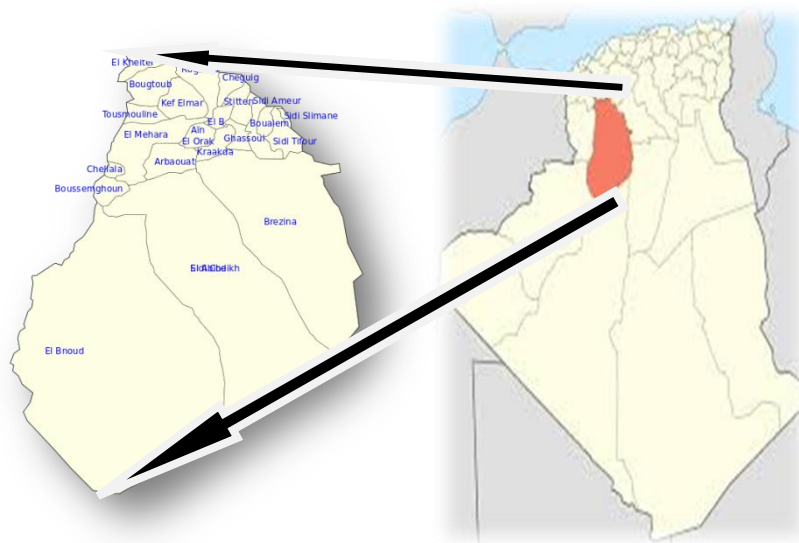 El Kheiter
Bougtoub
Cheguig
Kef Elmar
Stitten
Sidi Ameur
Tousmouline
Sidi Slimane
El B
Boualem
El Mehara
Ain
El Orak
Ghassoul
Sidi Tifour
Kraakda
Arbaouat
Chellala
Boussemghoun
Brezina
El Bnoud